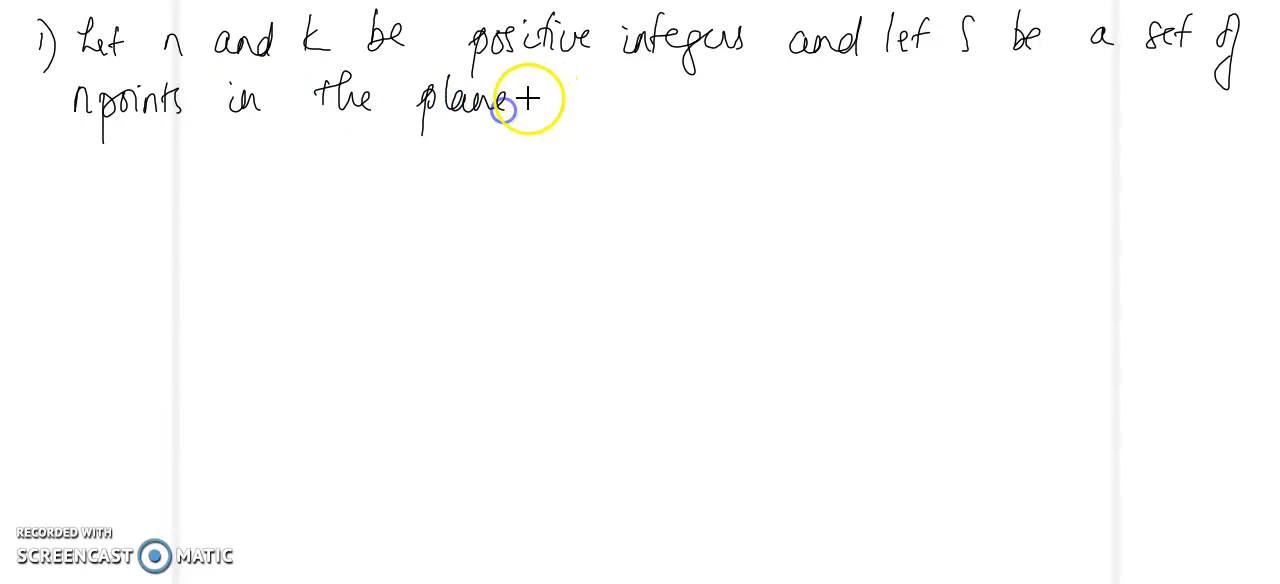 1) Let n and k be positive integers and let S be a set of
n points in the plane
RECORDED WITH
SCREENCAST MATIC